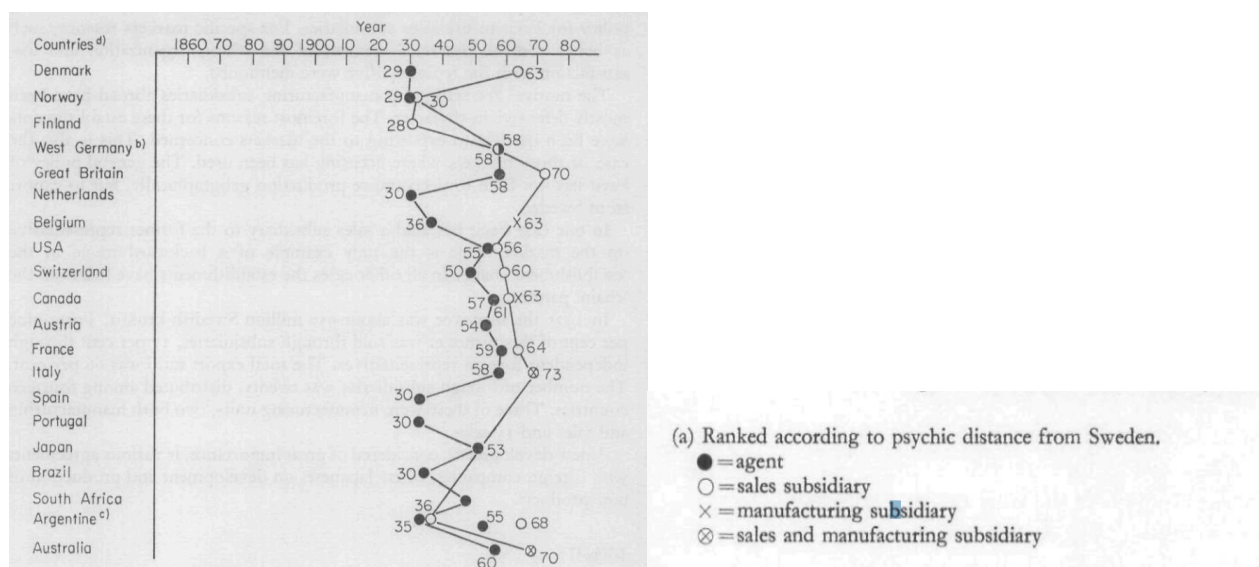 Year
Countries d)
1860 70 80 90 1900 10 20 30 40 50 60 70 80
Denmark 29 63
Norway 29 30
Finland 28
West Germany b) 58
58
Great Britain 58 70
Netherlands 30
Belgium 36 63
USA 55 56
Switzerland 50 60
Canada 57 63
61
Austria 54
France 59 64
Italy 58 73
Spain 30
Portugal 30
Japan 53
Brazil 30
South Africa
36
Argentine c) 35 55 68
Australia 60 70
(a) Ranked according to psychic distance from Sweden.
=agent
=sales subsidiary
=manufacturing subsidiary
=sales and manufacturing subsidiary